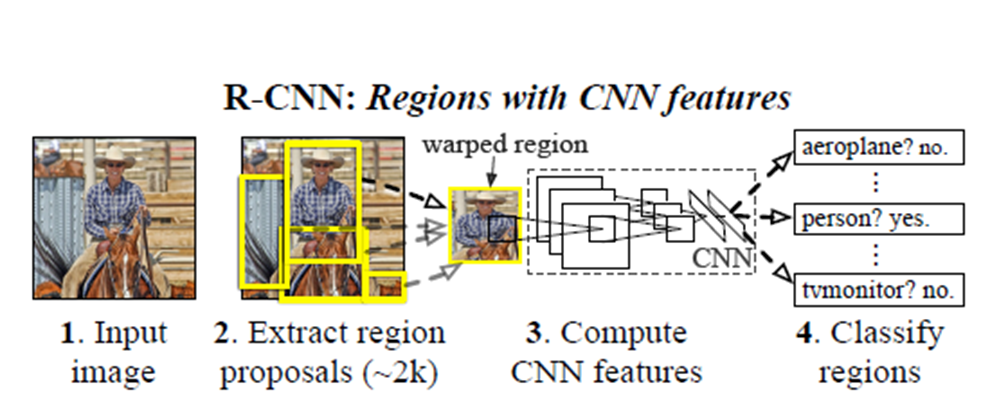 R-CNN: Regions with CNN features
warped region
aeroplane? no.
⋮
person? yes.
⋮
tvmonitor? no.
CNN
1. Input
image
2. Extract region
proposals (~2k)
3. Compute
CNN features
4. Classify
regions